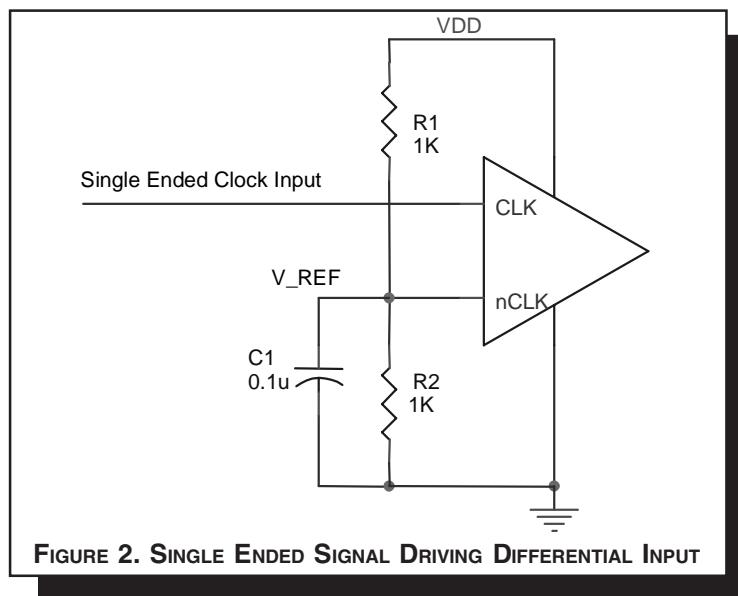 VDD
R1
1K
Single Ended Clock Input
CLK
V_REF
nCLK
C1
0.1u
R2
1K
FIGURE 2. SINGLE ENDED SIGNAL DRIVING DIFFERENTIAL INPUT